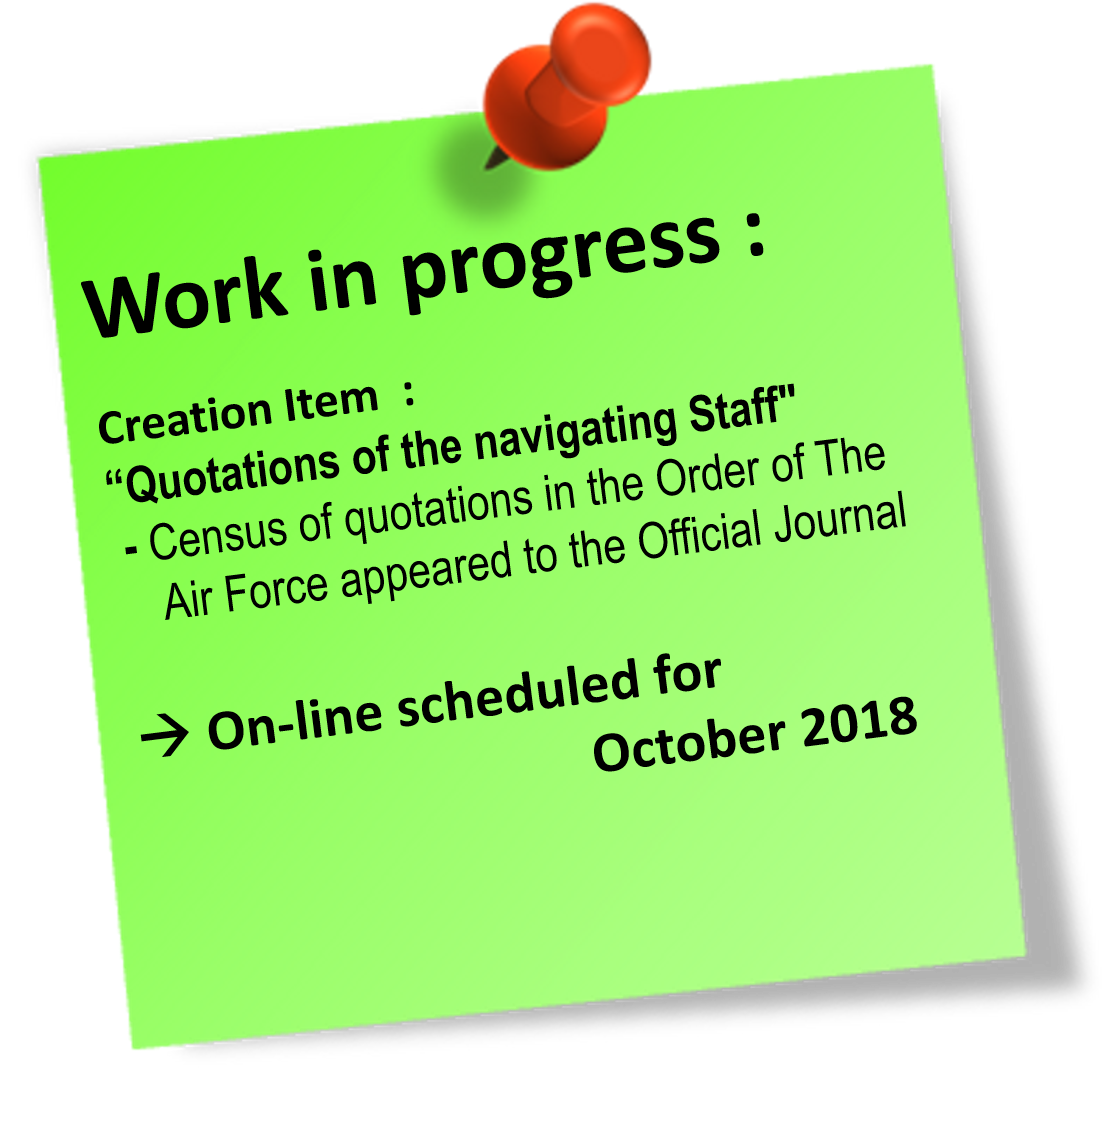 Work in progress :
Creation Item  :
“Quotations of the navigating Staff"
- Census of quotations in the Order of The
Air Force appeared to the Official Journal
→ On-line scheduled for
October 2018